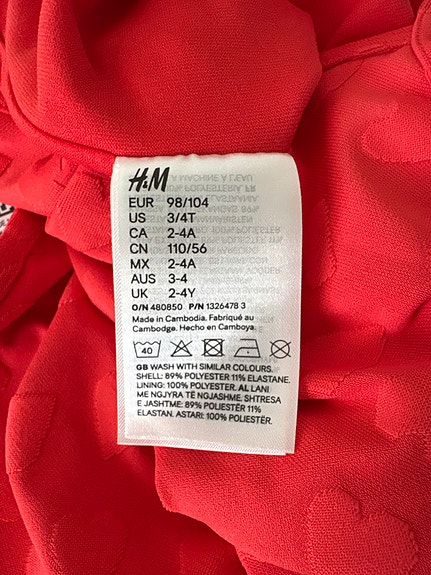 H&M
EUR 98/104
US 3/4T
CA 2-4A
CN 110/56
MX 2-4A
AUS 3-4
UK 2-4Y
O/N 480850 P/N 1326478 3
Made in Cambodia. Fabriqué au
Cambodge. Hecho en Camboya.
40
GB WASH WITH SIMILAR COLOURS.
SHELL: 89% POLYESTER 11% ELASTANE.
LINING: 100% POLYESTER. AL LANI
ME NGJYRA TË NGJASHME. SHTRESA
E JASHTME: 89% POLIESTËR 11%
ELASTAN. ASTARI: 100% POLIESTËR.